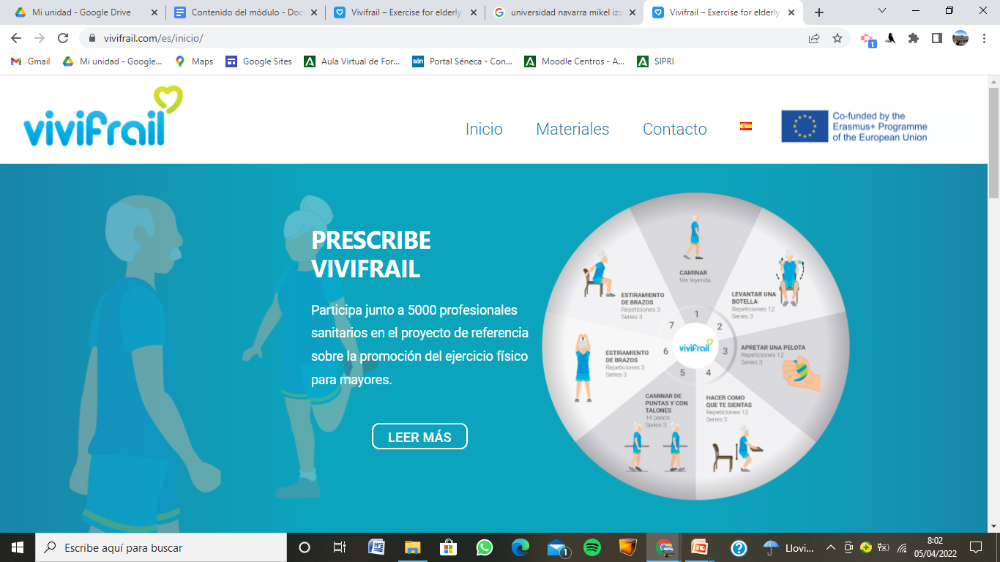 Mi unidad - Google Drive
Contenido del módulo - Doc
Vivifrail – Exercise for elderly
universidad navarra mikel izq
Vivifrail – Exercise for elderly
vivifrail.com/es/inicio/
1
Gmail
Mi unidad - Google...
Maps
Google Sites
Aula Virtual de For...
sén
Portal Séneca - Con...
Moodle Centros - A...
SIPRI
vivifrail
Inicio
Materiales
Contacto
Co-funded by the
Erasmus+ Programme
of the European Union
PRESCRIBE
VIVIFRAIL
Participa junto a 5000 profesionales
sanitarios en el proyecto de referencia
sobre la promoción del ejercicio físico
para mayores.
LEER MÁS
CAMINAR
Ver leyenda
1
LEVANTAR UNA
BOTELLA
Repeticiones 12
Series 3
2
APRETAR UNA PELOTA
Repeticiones 12
Series 3
3
HACER COMO
QUE TE SIENTAS
Repeticiones 12
Series 3
4
CAMINAR DE
PUNTAS Y CON
TALONES
14 pasos
Series 3
5
ESTIRAMIENTO
DE BRAZOS
Repeticiones 3
Series 3
6
ESTIRAMIENTO
DE BRAZOS
Repeticiones 3
Series 3
7
vivifrail
Escribe aquí para buscar
1
Llovi...
8:02
05/04/2022